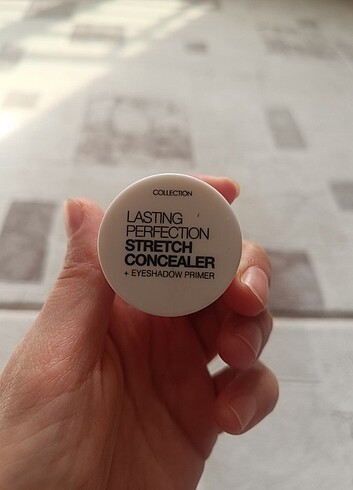 COLLECTION
LASTING
PERFECTION
STRETCH
CONCEALER
+ EYESHADOW PRIMER